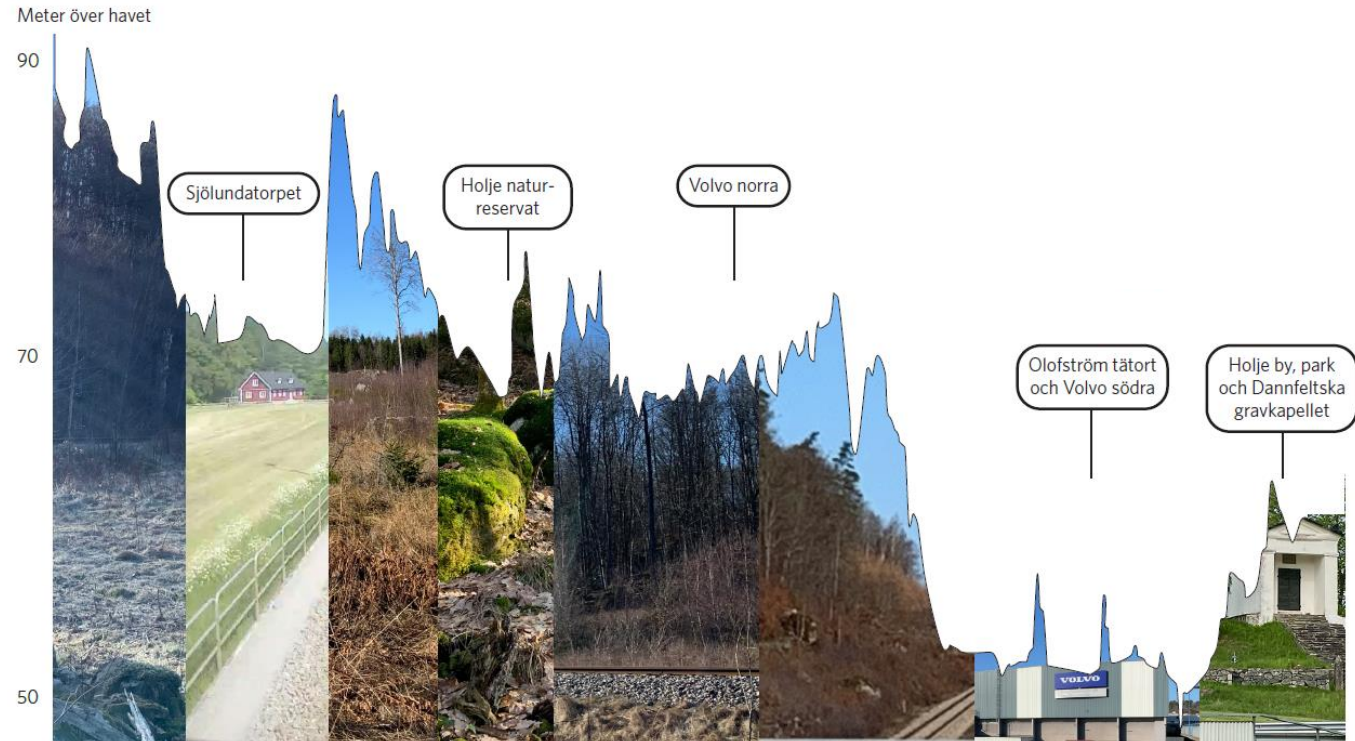 Meter över havet
90
70
50
Sjölundatorpet
Holje natur-
reservat
Volvo norra
Olofström tätort
och Volvo södra
Holje by, park
och Dannfeltska
gravkapellet
VOLVO